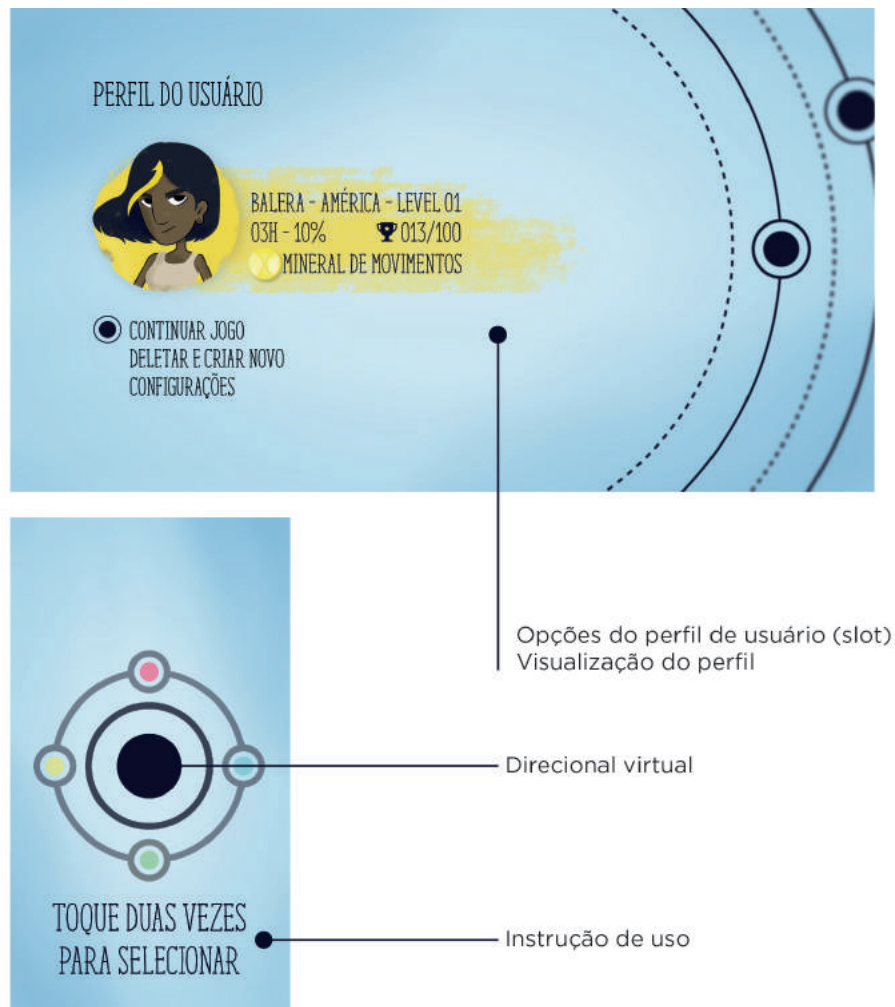 PERFIL DO USUÁRIO
BALERA - AMÉRICA - LEVEL 01
03H - 10% 013/100
MINERAL DE MOVIMENTOS
CONTINUAR JOGO
DELETAR E CRIAR NOVO
CONFIGURAÇÕES
Opções do perfil de usuário (slot)
Visualização do perfil
Direcional virtual
TOQUE DUAS VEZES
PARA SELECIONAR
Instrução de uso